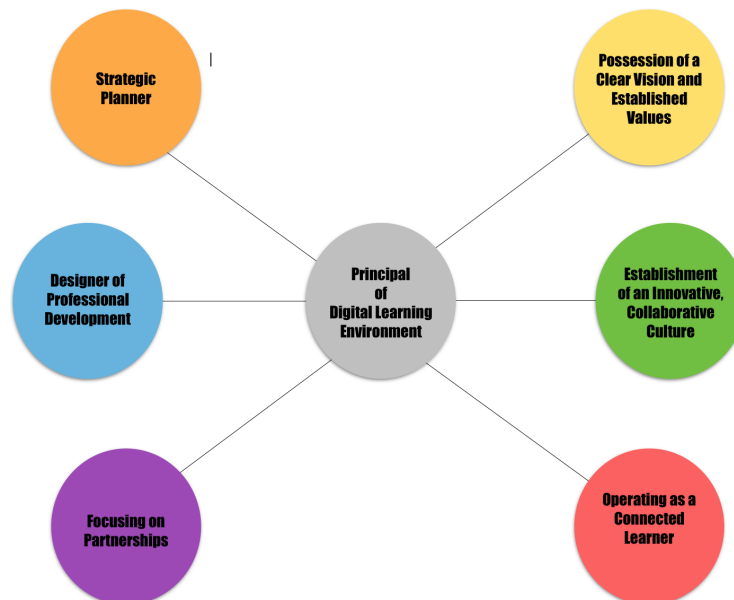 Strategic
Planner
Possession of a
Clear Vision and
Established
Values
Designer of
Professional
Development
Principal
of
Digital Learning
Environment
Establishment
of an Innovative,
Collaborative
Culture
Focusing on
Partnerships
Operating as a
Connected
Learner